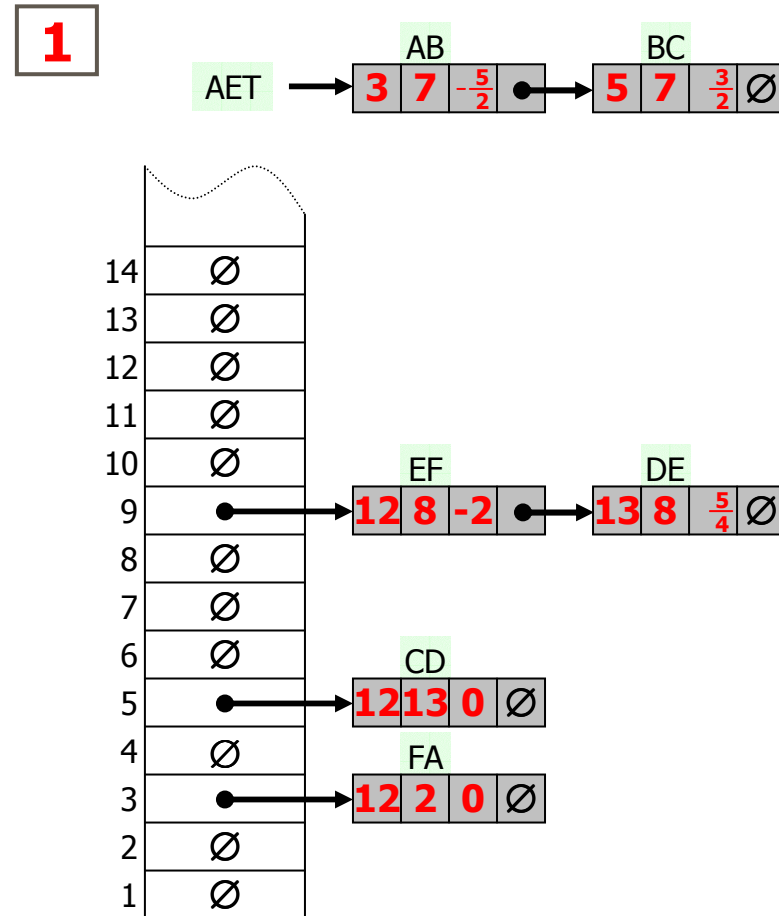 1
AB BC
AET 3 7 -5/2 5 7 3/2 ∅
14 ∅
13 ∅
12 ∅
11 ∅
10 ∅
EF DE
9 12 8 -2 13 8 5/4 ∅
8 ∅
7 ∅
6 ∅
CD
5 12 13 0 ∅
4 ∅
FA
3 12 2 0 ∅
2 ∅
1 ∅